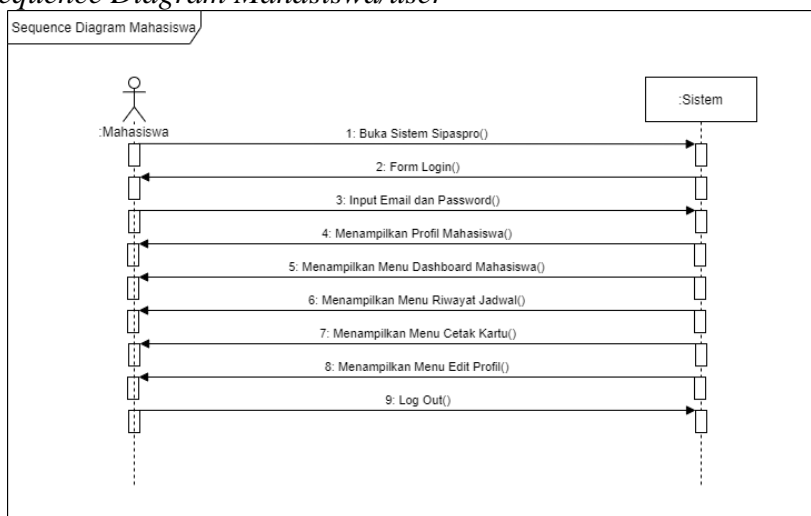 equence Diagram Mahasiswa/user
Sequence Diagram Mahasiswa
:Mahasiswa
:Sistem
1: Buka Sistem Sipaspro()
2: Form Login()
3: Input Email dan Password()
4: Menampilkan Profil Mahasiswa()
5: Menampilkan Menu Dashboard Mahasiswa()
6: Menampilkan Menu Riwayat Jadwal()
7: Menampilkan Menu Cetak Kartu()
8: Menampilkan Menu Edit Profil()
9: Log Out()